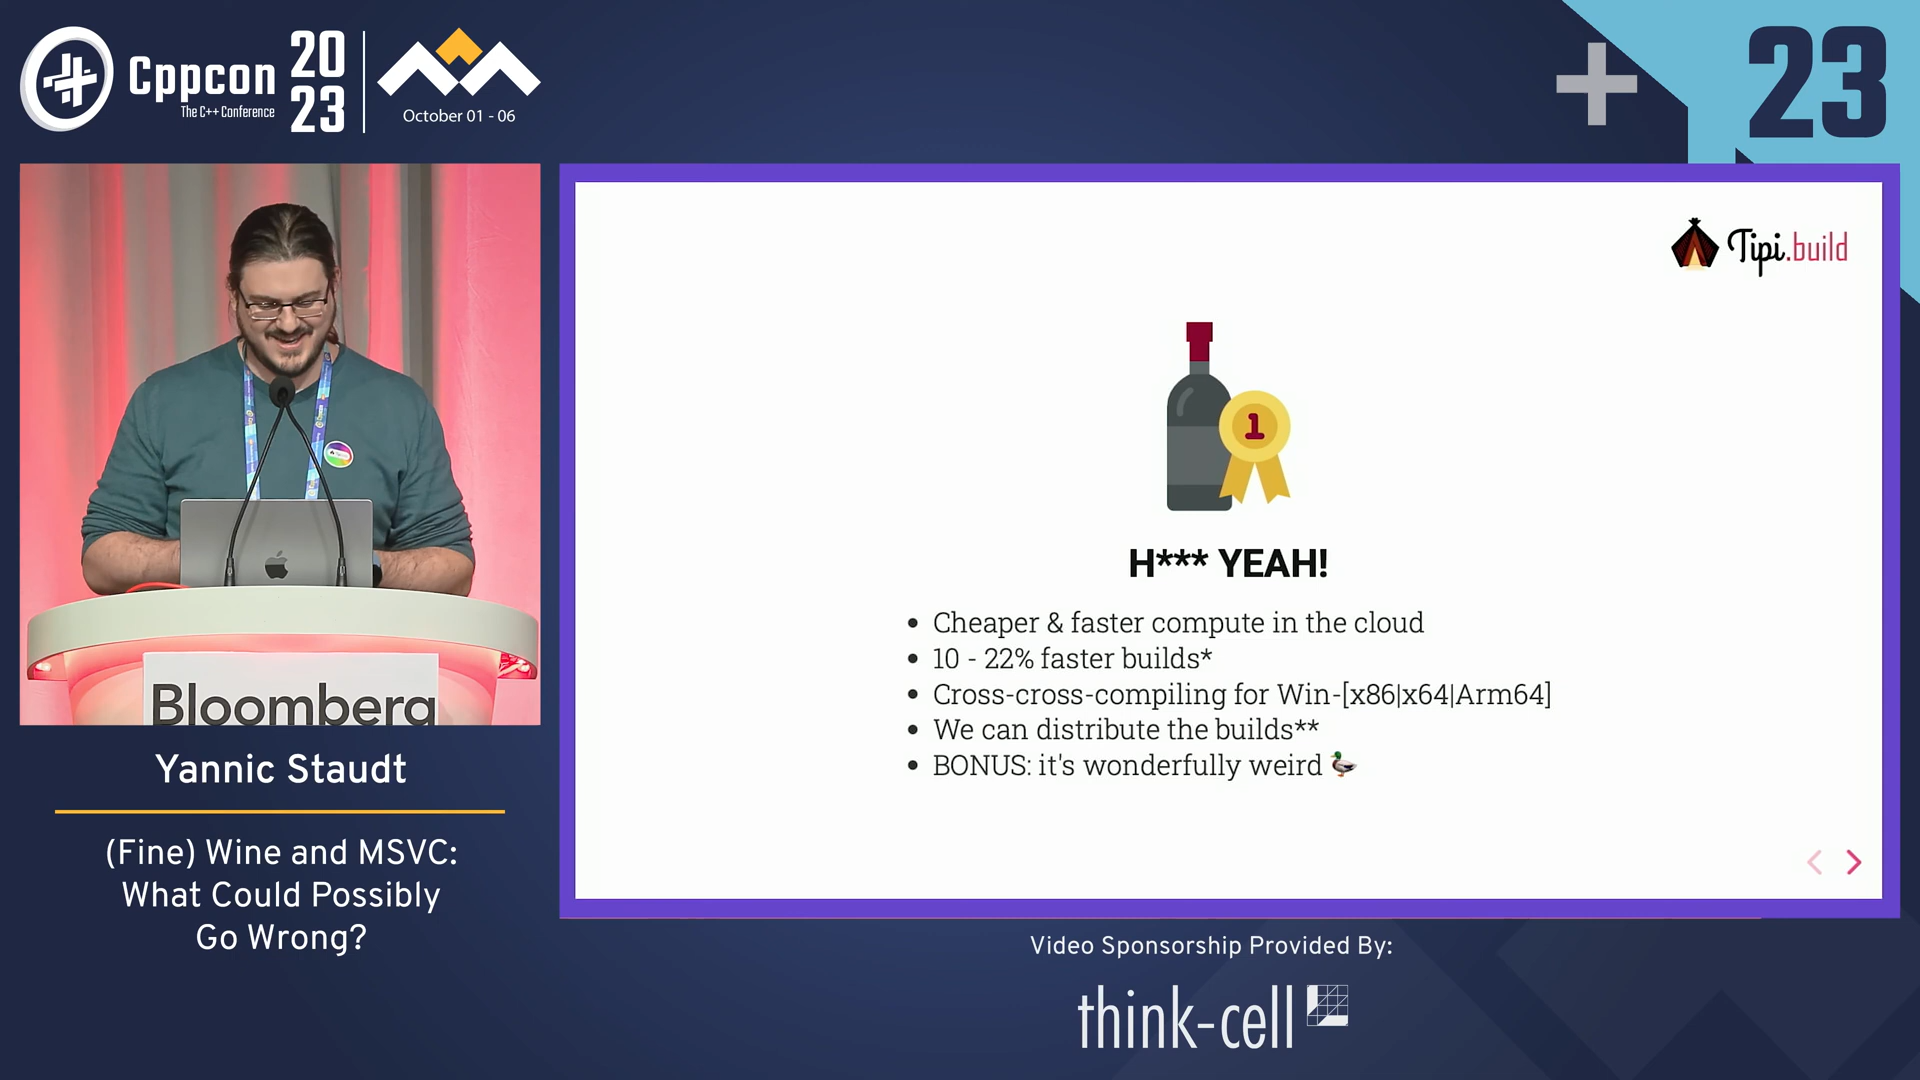 Cppcon
The C++ Conference
20
23
October 01 - 06
23
Tipi.build
1
H*** YEAH!
• Cheaper & faster compute in the cloud
• 10 - 22% faster builds*
• Cross-cross-compiling for Win-[x86|x64|Arm64]
• We can distribute the builds**
• BONUS: it's wonderfully weird 🦆
Bloomberg
Yannic Staudt
(Fine) Wine and MSVC:
What Could Possibly
Go Wrong?
Video Sponsorship Provided By:
think-cell